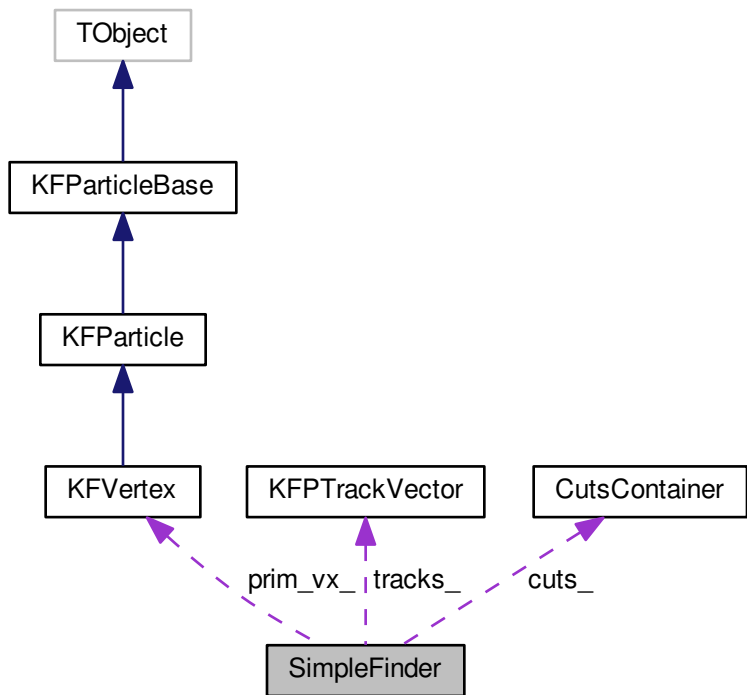 TObject
KFParticleBase
KFParticle
KFVertex
KFPTrackVector
CutsContainer
prim_vx_
tracks_
cuts_
SimpleFinder